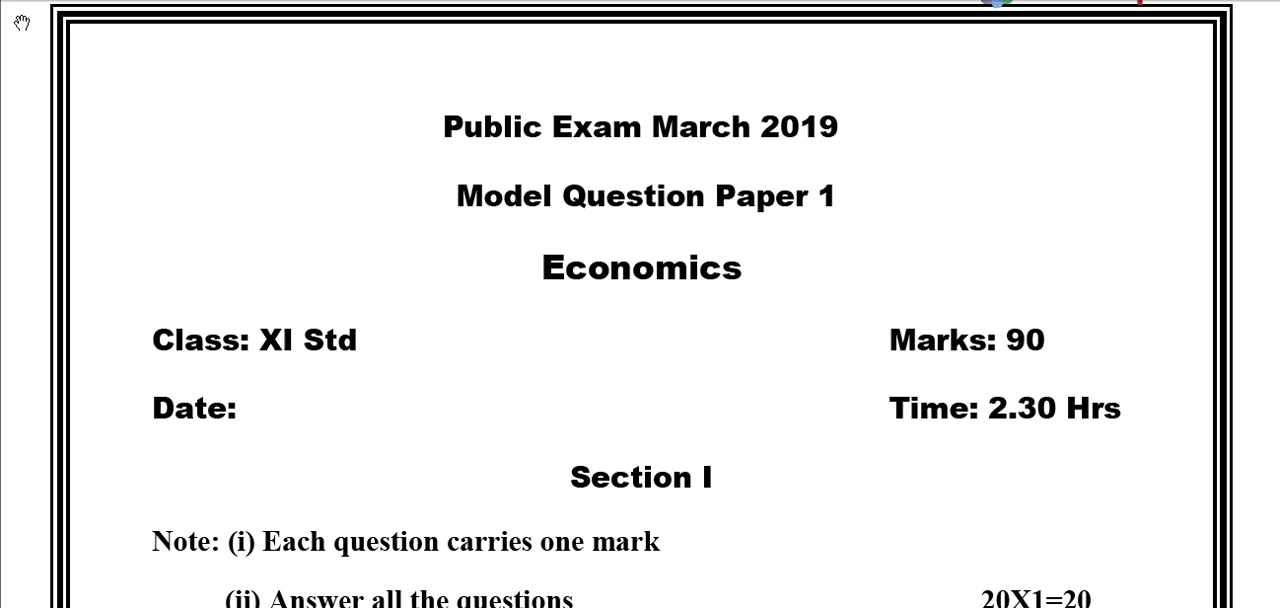 Public Exam March 2019
Model Question Paper 1
Economics
Class: XI Std Marks: 90
Date: Time: 2.30 Hrs
Section I
Note: (i) Each question carries one mark
(ii) Answer all the questions 20X1=20